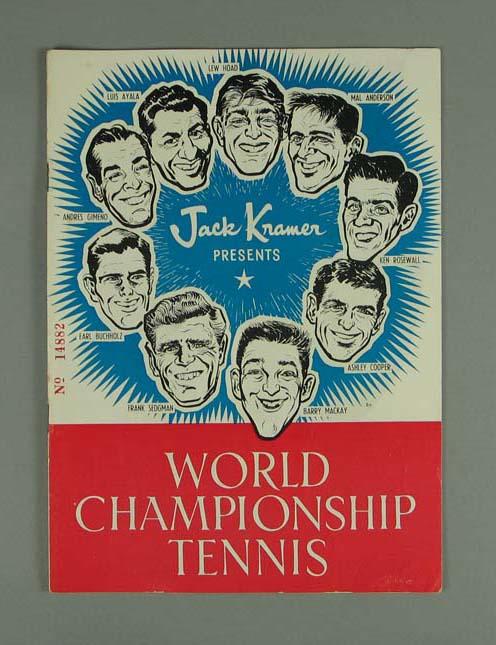 LEW HOAD
LUIS AYALA
MAL ANDERSON
ANDRES GIMENO
Jack Kramer
PRESENTS
KEN ROSEWALL
EARL BUCHHOLZ
ASHLEY COOPER
FRANK SEDGMAN
BARRY MACKAY
No 14882
WORLD
CHAMPIONSHIP
TENNIS